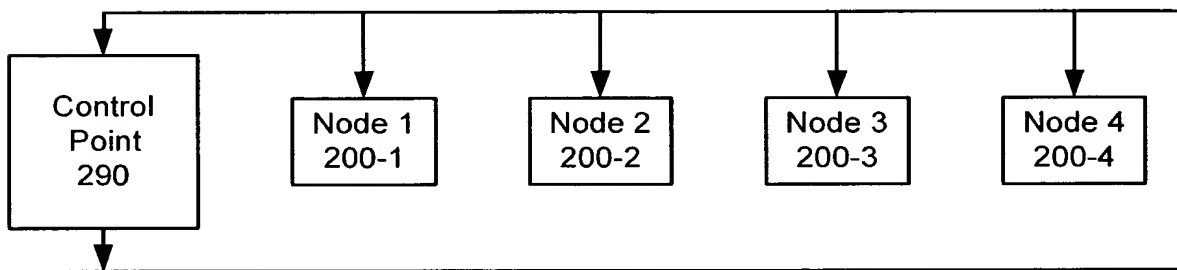 Control
Point
290
Node 1
200-1
Node 2
200-2
Node 3
200-3
Node 4
200-4